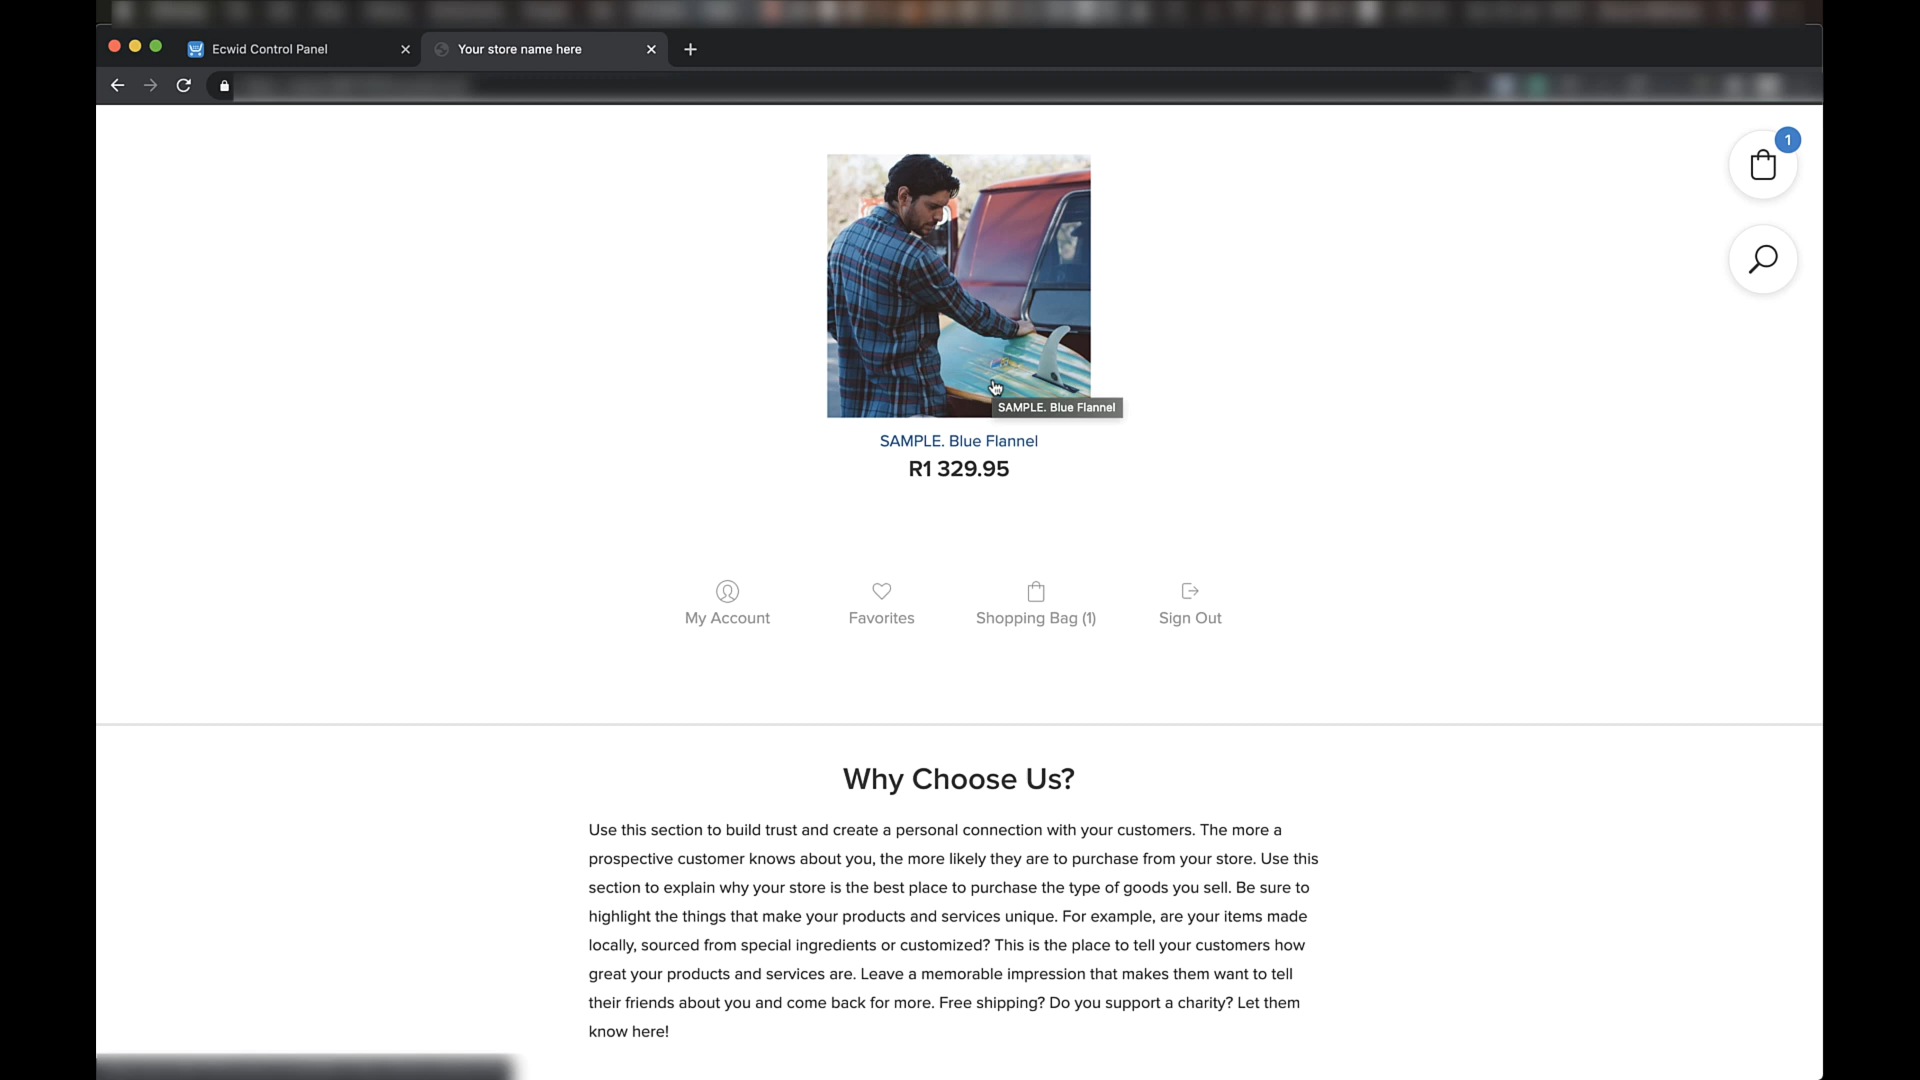 Ecwid Control Panel
Your store name here
1
SAMPLE. Blue Flannel
SAMPLE. Blue Flannel
R1 329.95
My Account
Favorites
Shopping Bag (1)
Sign Out
Why Choose Us?
Use this section to build trust and create a personal connection with your customers. The more a
prospective customer knows about you, the more likely they are to purchase from your store. Use this
section to explain why your store is the best place to purchase the type of goods you sell. Be sure to
highlight the things that make your products and services unique. For example, are your items made
locally, sourced from special ingredients or customized? This is the place to tell your customers how
great your products and services are. Leave a memorable impression that makes them want to tell
their friends about you and come back for more. Free shipping? Do you support a charity? Let them
know here!